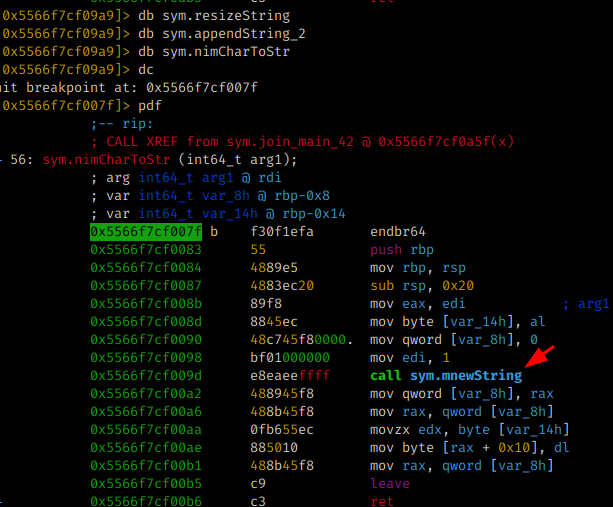 0x5566f7cf09a9]> db sym.resizeString
[0x5566f7cf09a9]> db sym.appendString_2
[0x5566f7cf09a9]> db sym.nimCharToStr
[0x5566f7cf09a9]> dc
nit breakpoint at: 0x5566f7cf007f
[0x5566f7cf007f]> pdf
;-- rip:
; CALL XREF from sym.join_main_42 @ 0x5566f7cf0a5f(x)
56: sym.nimCharToStr (int64_t arg1);
; arg int64_t arg1 @ rdi
; var int64_t var_8h @ rbp-0x8
; var int64_t var_14h @ rbp-0x14
0x5566f7cf007f b f30f1efa endbr64
0x5566f7cf0083 55 push rbp
0x5566f7cf0084 4889e5 mov rbp, rsp
0x5566f7cf0087 4883ec20 sub rsp, 0x20
0x5566f7cf008b 89f8 mov eax, edi ; arg1
0x5566f7cf008d 8845ec mov byte [var_14h], al
0x5566f7cf0090 48c745f80000. mov qword [var_8h], 0
0x5566f7cf0098 bf01000000 mov edi, 1
0x5566f7cf009d e8eaeeffff call sym.mnewString
0x5566f7cf00a2 488945f8 mov qword [var_8h], rax
0x5566f7cf00a6 488b45f8 mov rax, qword [var_8h]
0x5566f7cf00aa 0fb655ec movzx edx, byte [var_14h]
0x5566f7cf00ae 885010 mov byte [rax + 0x10], dl
0x5566f7cf00b1 488b45f8 mov rax, qword [var_8h]
0x5566f7cf00b5 c9 leave
0x5566f7cf00b6 c3 ret